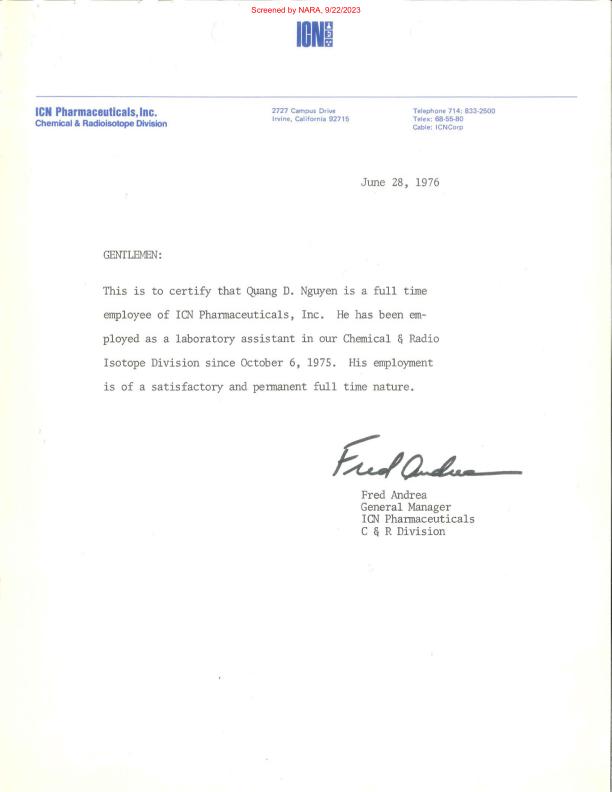 Screened by NARA, 9/22/2023
ICN
ICN Pharmaceuticals, Inc.
Chemical & Radioisotope Division
2727 Campus Drive
Irvine, California 92715
Telephone 714: 833-2500
Telex: 68-55-80
Cable: ICNCorp
June 28, 1976
GENTLEMEN:
This is to certify that Quang D. Nguyen is a full time
employee of ICN Pharmaceuticals, Inc.  He has been em-
ployed as a laboratory assistant in our Chemical & Radio
Isotope Division since October 6, 1975.  His employment
is of a satisfactory and permanent full time nature.
Fred Andrea
Fred Andrea
General Manager
ICN Pharmaceuticals
C & R Division